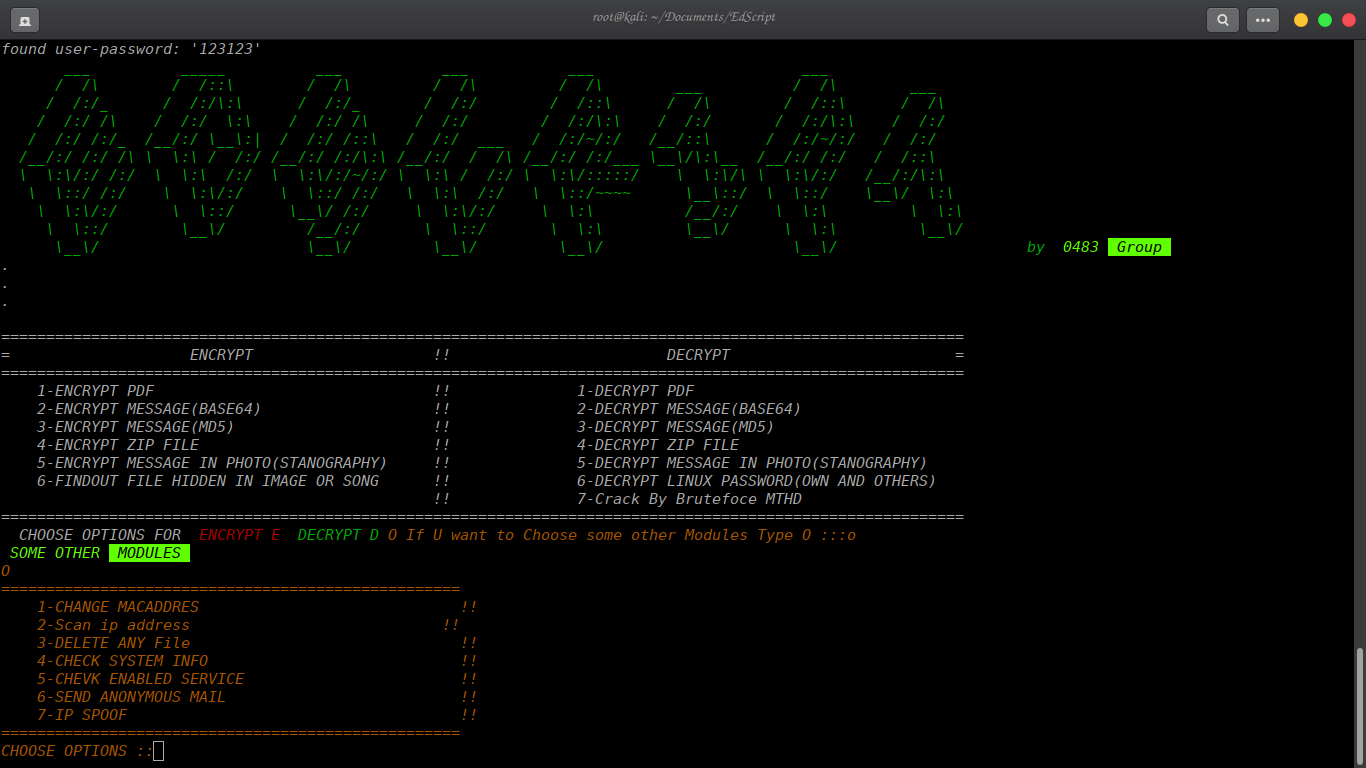 root@kali: ~/Documents/EdScript
found user-password: '123123'
by 0483 Group
.
.
.
=           ENCRYPT           !!           DECRYPT           =
1-ENCRYPT PDF !! 1-DECRYPT PDF
2-ENCRYPT MESSAGE(BASE64) !! 2-DECRYPT MESSAGE(BASE64)
3-ENCRYPT MESSAGE(MD5) !! 3-DECRYPT MESSAGE(MD5)
4-ENCRYPT ZIP FILE !! 4-DECRYPT ZIP FILE
5-ENCRYPT MESSAGE IN PHOTO(STANOGRAPHY) !! 5-DECRYPT MESSAGE IN PHOTO(STANOGRAPHY)
6-FINDOUT FILE HIDDEN IN IMAGE OR SONG !! 6-DECRYPT LINUX PASSWORD(OWN AND OTHERS)
!! 7-Crack By Brutefoce MTHD
CHOOSE OPTIONS FOR ENCRYPT E DECRYPT D O If U want to Choose some other Modules Type O :::o
SOME OTHER MODULES
O
1-CHANGE MACADDRES !!
2-Scan ip address !!
3-DELETE ANY File !!
4-CHECK SYSTEM INFO !!
5-CHEVK ENABLED SERVICE !!
6-SEND ANONYMOUS MAIL !!
7-IP SPOOF !!
CHOOSE OPTIONS ::